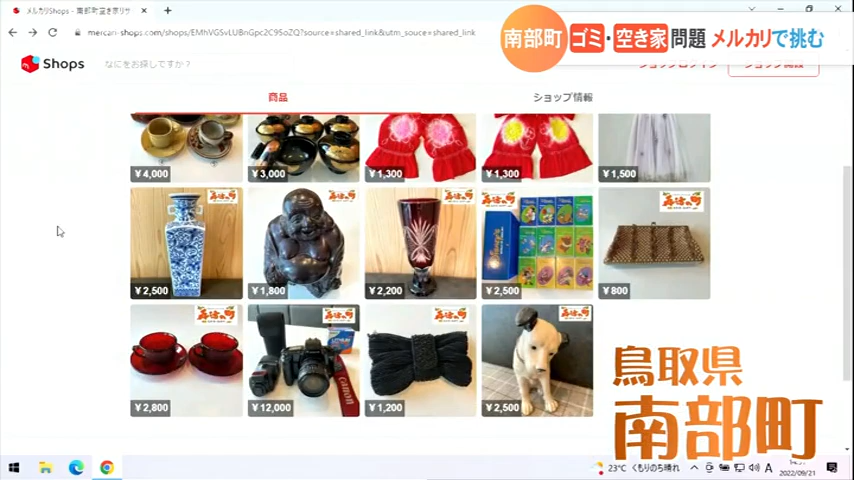 メルカリShops - 南部町空き家リサ
mercari-shops.com/shops/EMhVGSvLUBnGpc2C95oZQ?source=shared_link&utm_souce=shared_link
南部町 ゴミ・空き家問題 メルカリで挑む
Shops
なにをお探しですか？
商品
ショップ情報
¥4,000
¥3,000
¥1,300
¥1,300
¥1,500
¥2,500
¥1,800
¥2,200
¥2,500
¥800
¥2,800
¥12,000
Canon
¥1,200
¥2,500
鳥取県
南部町
23°C くもりのち晴れ
A
2022/09/21